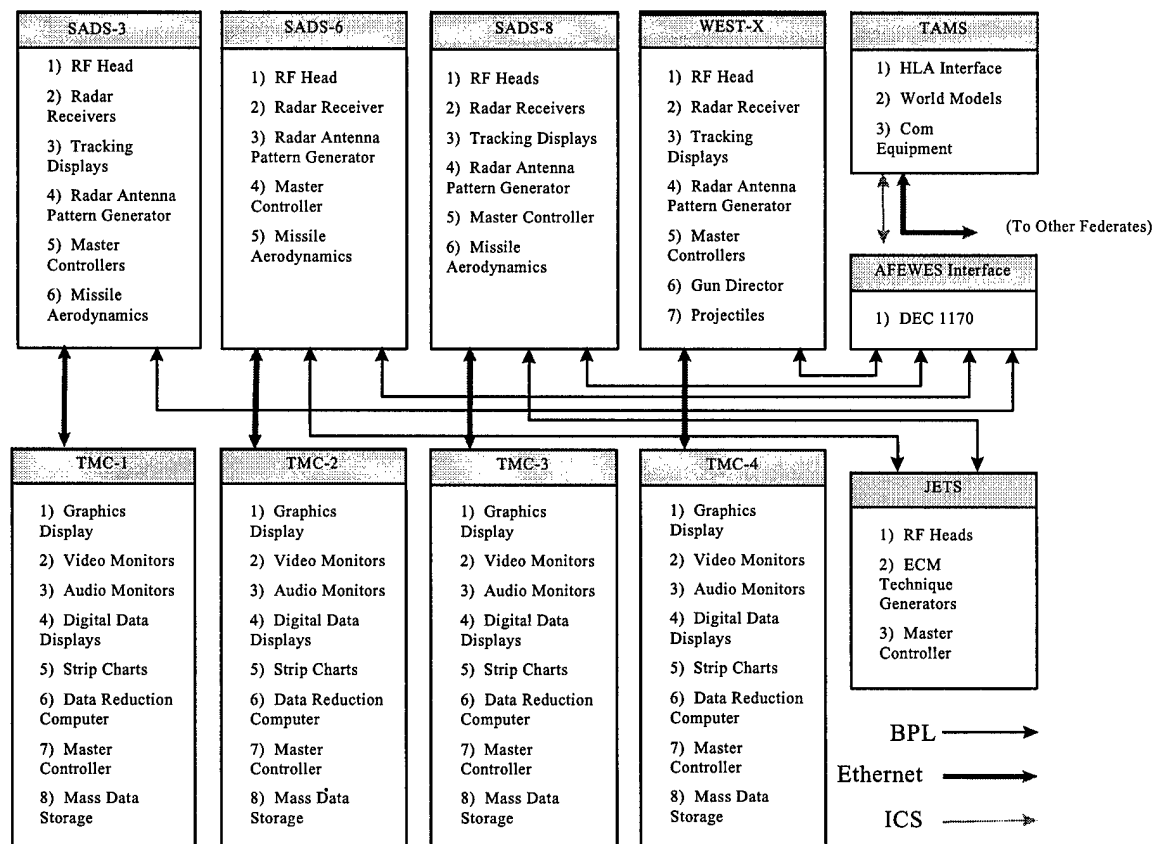 SADS-3
1) RF Head
2) Radar
Receivers
3) Tracking
Displays
4) Radar Antenna
Pattern Generator
5) Master
Controllers
6) Missile
Aerodynamics
SADS-6
1) RF Head
2) Radar Receiver
3) Radar Antenna
Pattern Generator
4) Master
Controller
5) Missile
Aerodynamics
SADS-8
1) RF Heads
2) Radar Receivers
3) Tracking Displays
4) Radar Antenna
Pattern Generator
5) Master Controller
6) Missile
Aerodynamics
WEST-X
1) RF Head
2) Radar Receiver
3) Tracking
Displays
4) Radar Antenna
Pattern Generator
5) Master
Controllers
6) Gun Director
7) Projectiles
TAMS
1) HLA Interface
2) World Models
3) Com
Equipment
(To Other Federates)
AFEWES Interface
1) DEC 1170
TMC-1
1) Graphics
Display
2) Video Monitors
3) Audio Monitors
4) Digital Data
Displays
5) Strip Charts
6) Data Reduction
Computer
7) Master
Controller
8) Mass Data
Storage
TMC-2
1) Graphics
Display
2) Video Monitors
3) Audio Monitors
4) Digital Data
Displays
5) Strip Charts
6) Data Reduction
Computer
7) Master
Controller
8) Mass Data
Storage
TMC-3
1) Graphics
Display
2) Video Monitors
3) Audio Monitors
4) Digital Data
Displays
5) Strip Charts
6) Data Reduction
Computer
7) Master
Controller
8) Mass Data
Storage
TMC-4
1) Graphics
Display
2) Video Monitors
3) Audio Monitors
4) Digital Data
Displays
5) Strip Charts
6) Data Reduction
Computer
7) Master
Controller
8) Mass Data
Storage
JETS
1) RF Heads
2) ECM
Technique
Generators
3) Master
Controller
BPL
Ethernet
ICS